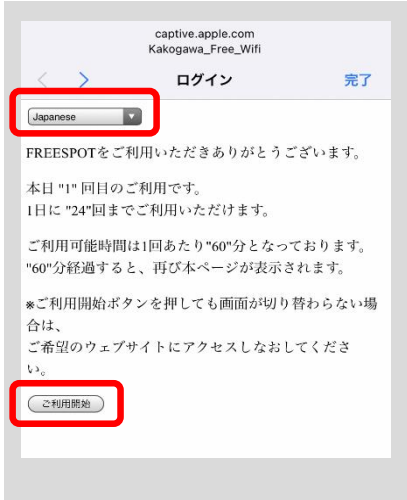 captive.apple.com
Kakogawa_Free_Wifi
ログイン
完了
Japanese
FREESPOTをご利用いただきありがとうございます。
本日 "1" 回目のご利用です。
1日に "24"回までご利用いただけます。
ご利用可能時間は1回あたり"60"分となっております。
"60"分経過すると、再び本ページが表示されます。
※ご利用開始ボタンを押しても画面が切り替わらない場
合は、
ご希望のウェブサイトにアクセスしなおしてくださ
い。
ご利用開始